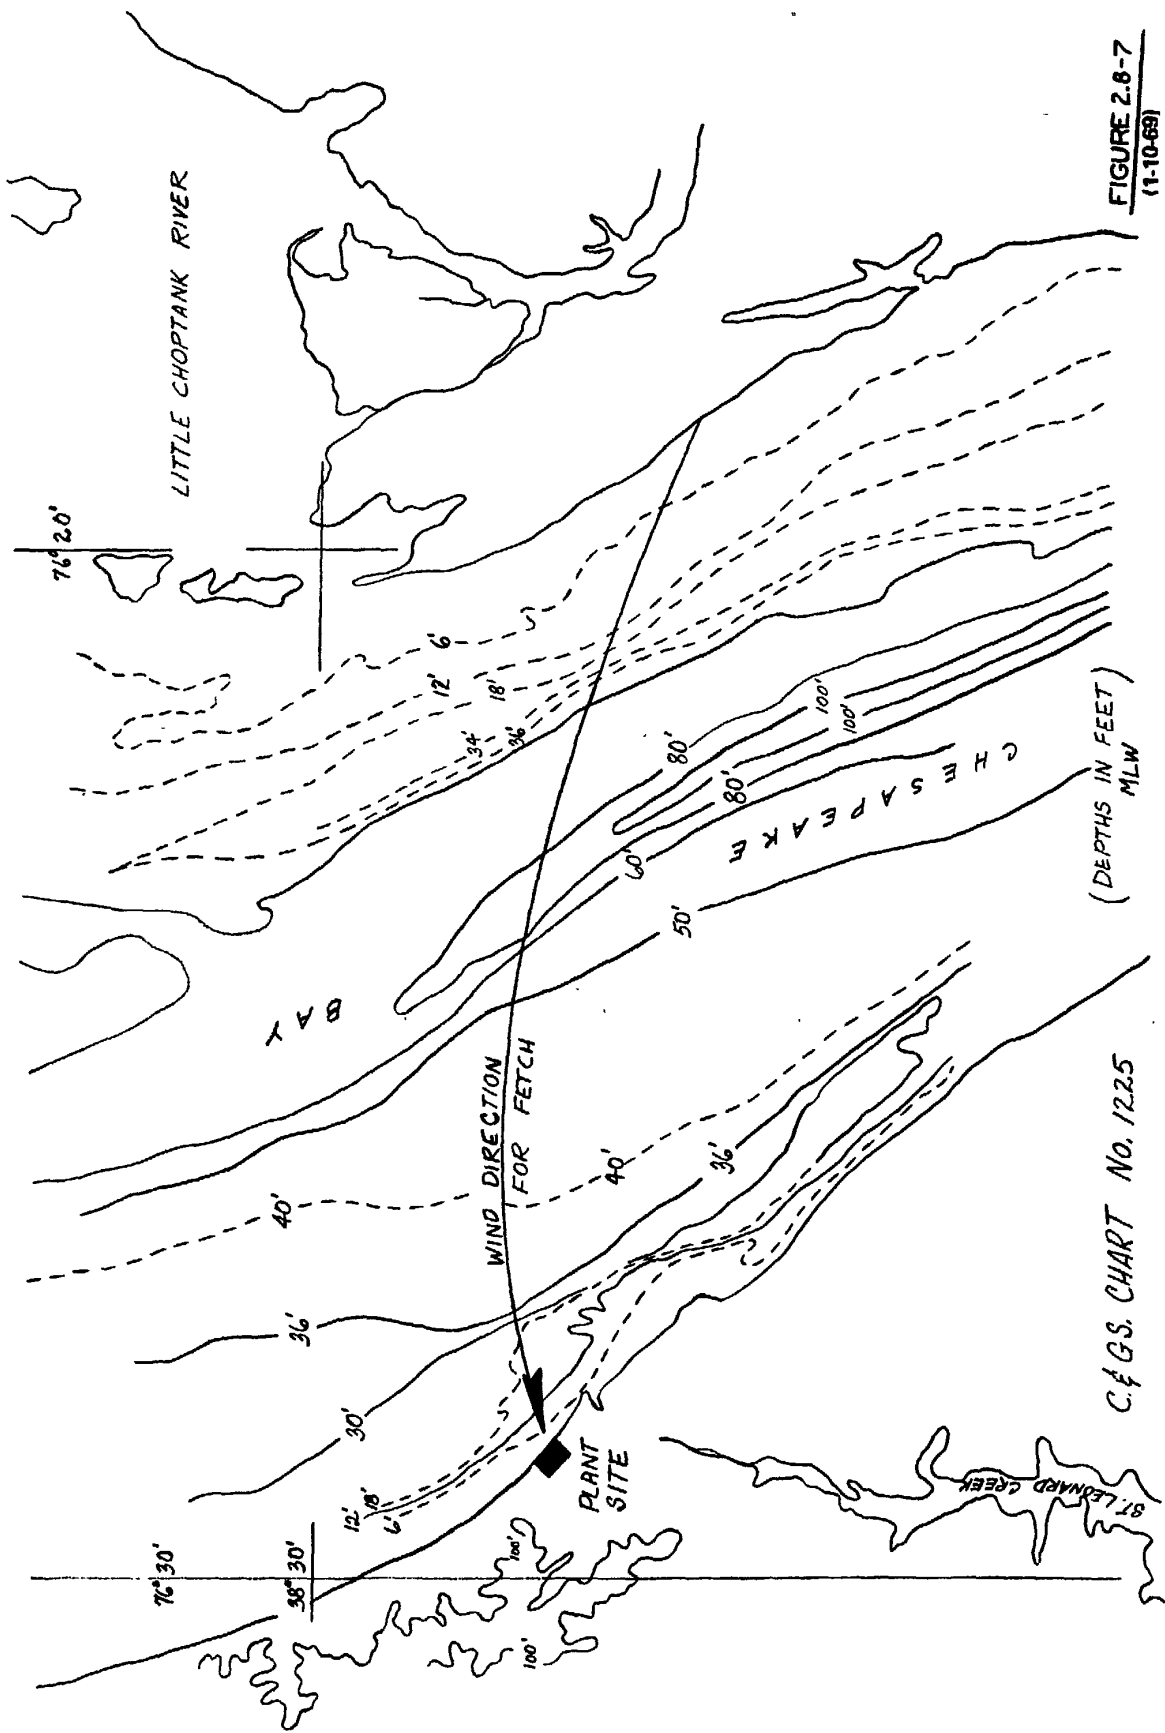 76° 20'
LITTLE CHOPTANK RIVER
6'
12'
18'
34'
36'
80'
100'
100'
80'
60'
50'
CHESAPEAKE
BAY
40'
40'
WIND DIRECTION
FOR FETCH
36'
36'
30'
12'
18'
6'
PLANT
SITE
76° 30'
38° 30'
100'
100'
ST. LEONARD CREEK
(DEPTHS IN FEET)
MLW
C.&GS. CHART NO. 1225
FIGURE 2.8-7
(1-10-69)